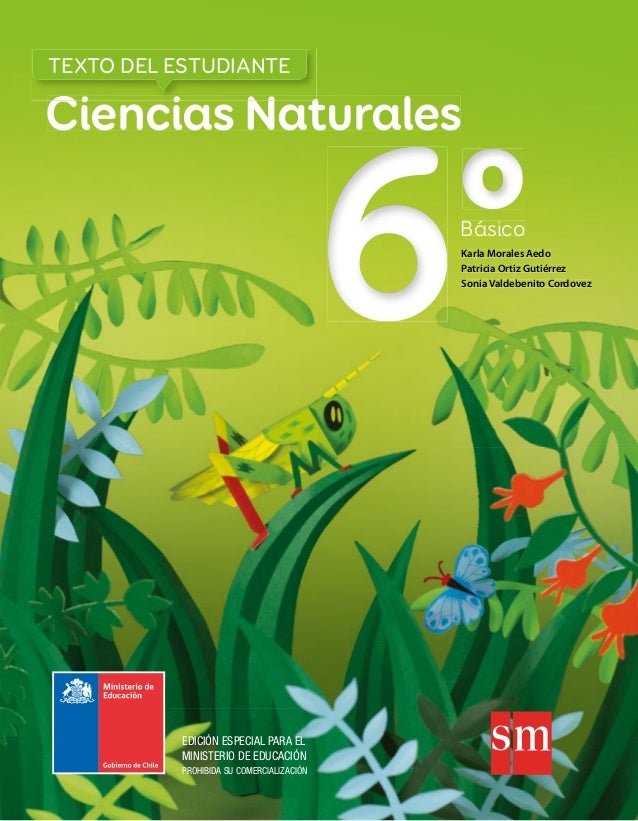 TEXTO DEL ESTUDIANTE
Ciencias Naturales
6º
Básico
Karla Morales Aedo
Patricia Ortiz Gutiérrez
Sonia Valdebenito Cordovez
Ministerio de
Educación
Gobierno de Chile
EDICIÓN ESPECIAL PARA EL
MINISTERIO DE EDUCACIÓN
PROHIBIDA SU COMERCIALIZACIÓN
sm